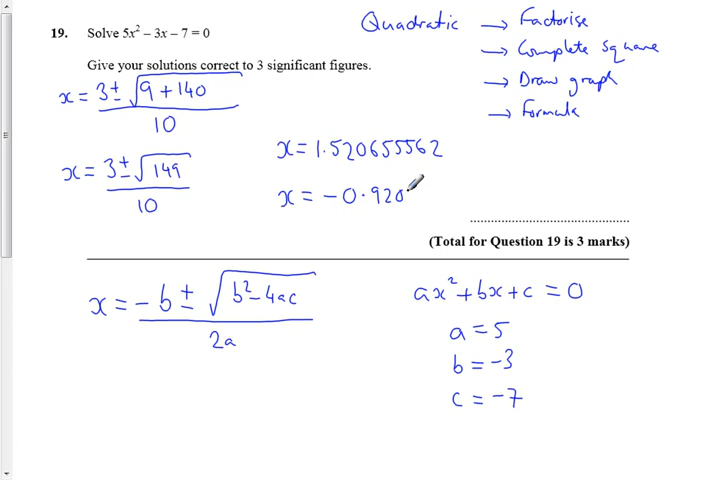 19. Solve 5x² – 3x – 7 = 0
Give your solutions correct to 3 significant figures.
Quadratic → Factorise
→ Complete Square
→ Draw graph
→ Formula
x = 3 ± √(9 + 140) / 10
x = 3 ± √149 / 10
x = 1.520655562
x = -0.920
(Total for Question 19 is 3 marks)
x = -b ± √(b² - 4ac) / 2a
ax² + bx + c = 0
a = 5
b = -3
c = -7